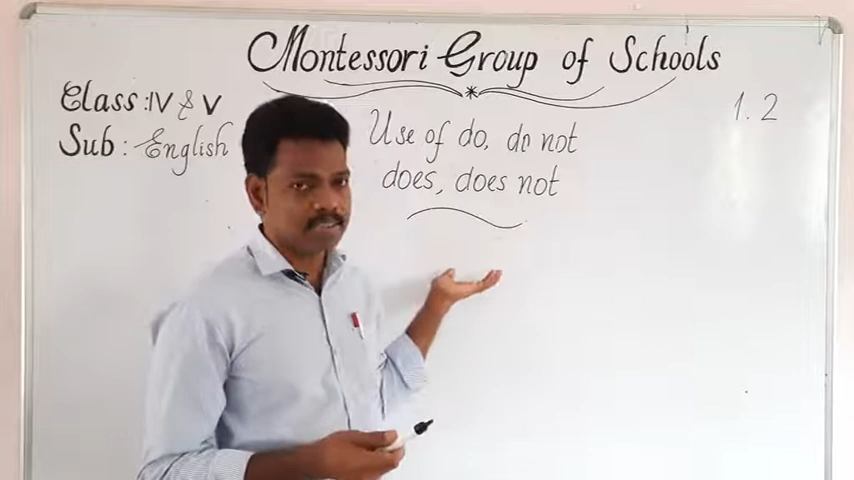 Montessori Group of Schools
Class : IV & V
Sub : English
1.2
Use of do, do not
does, does not